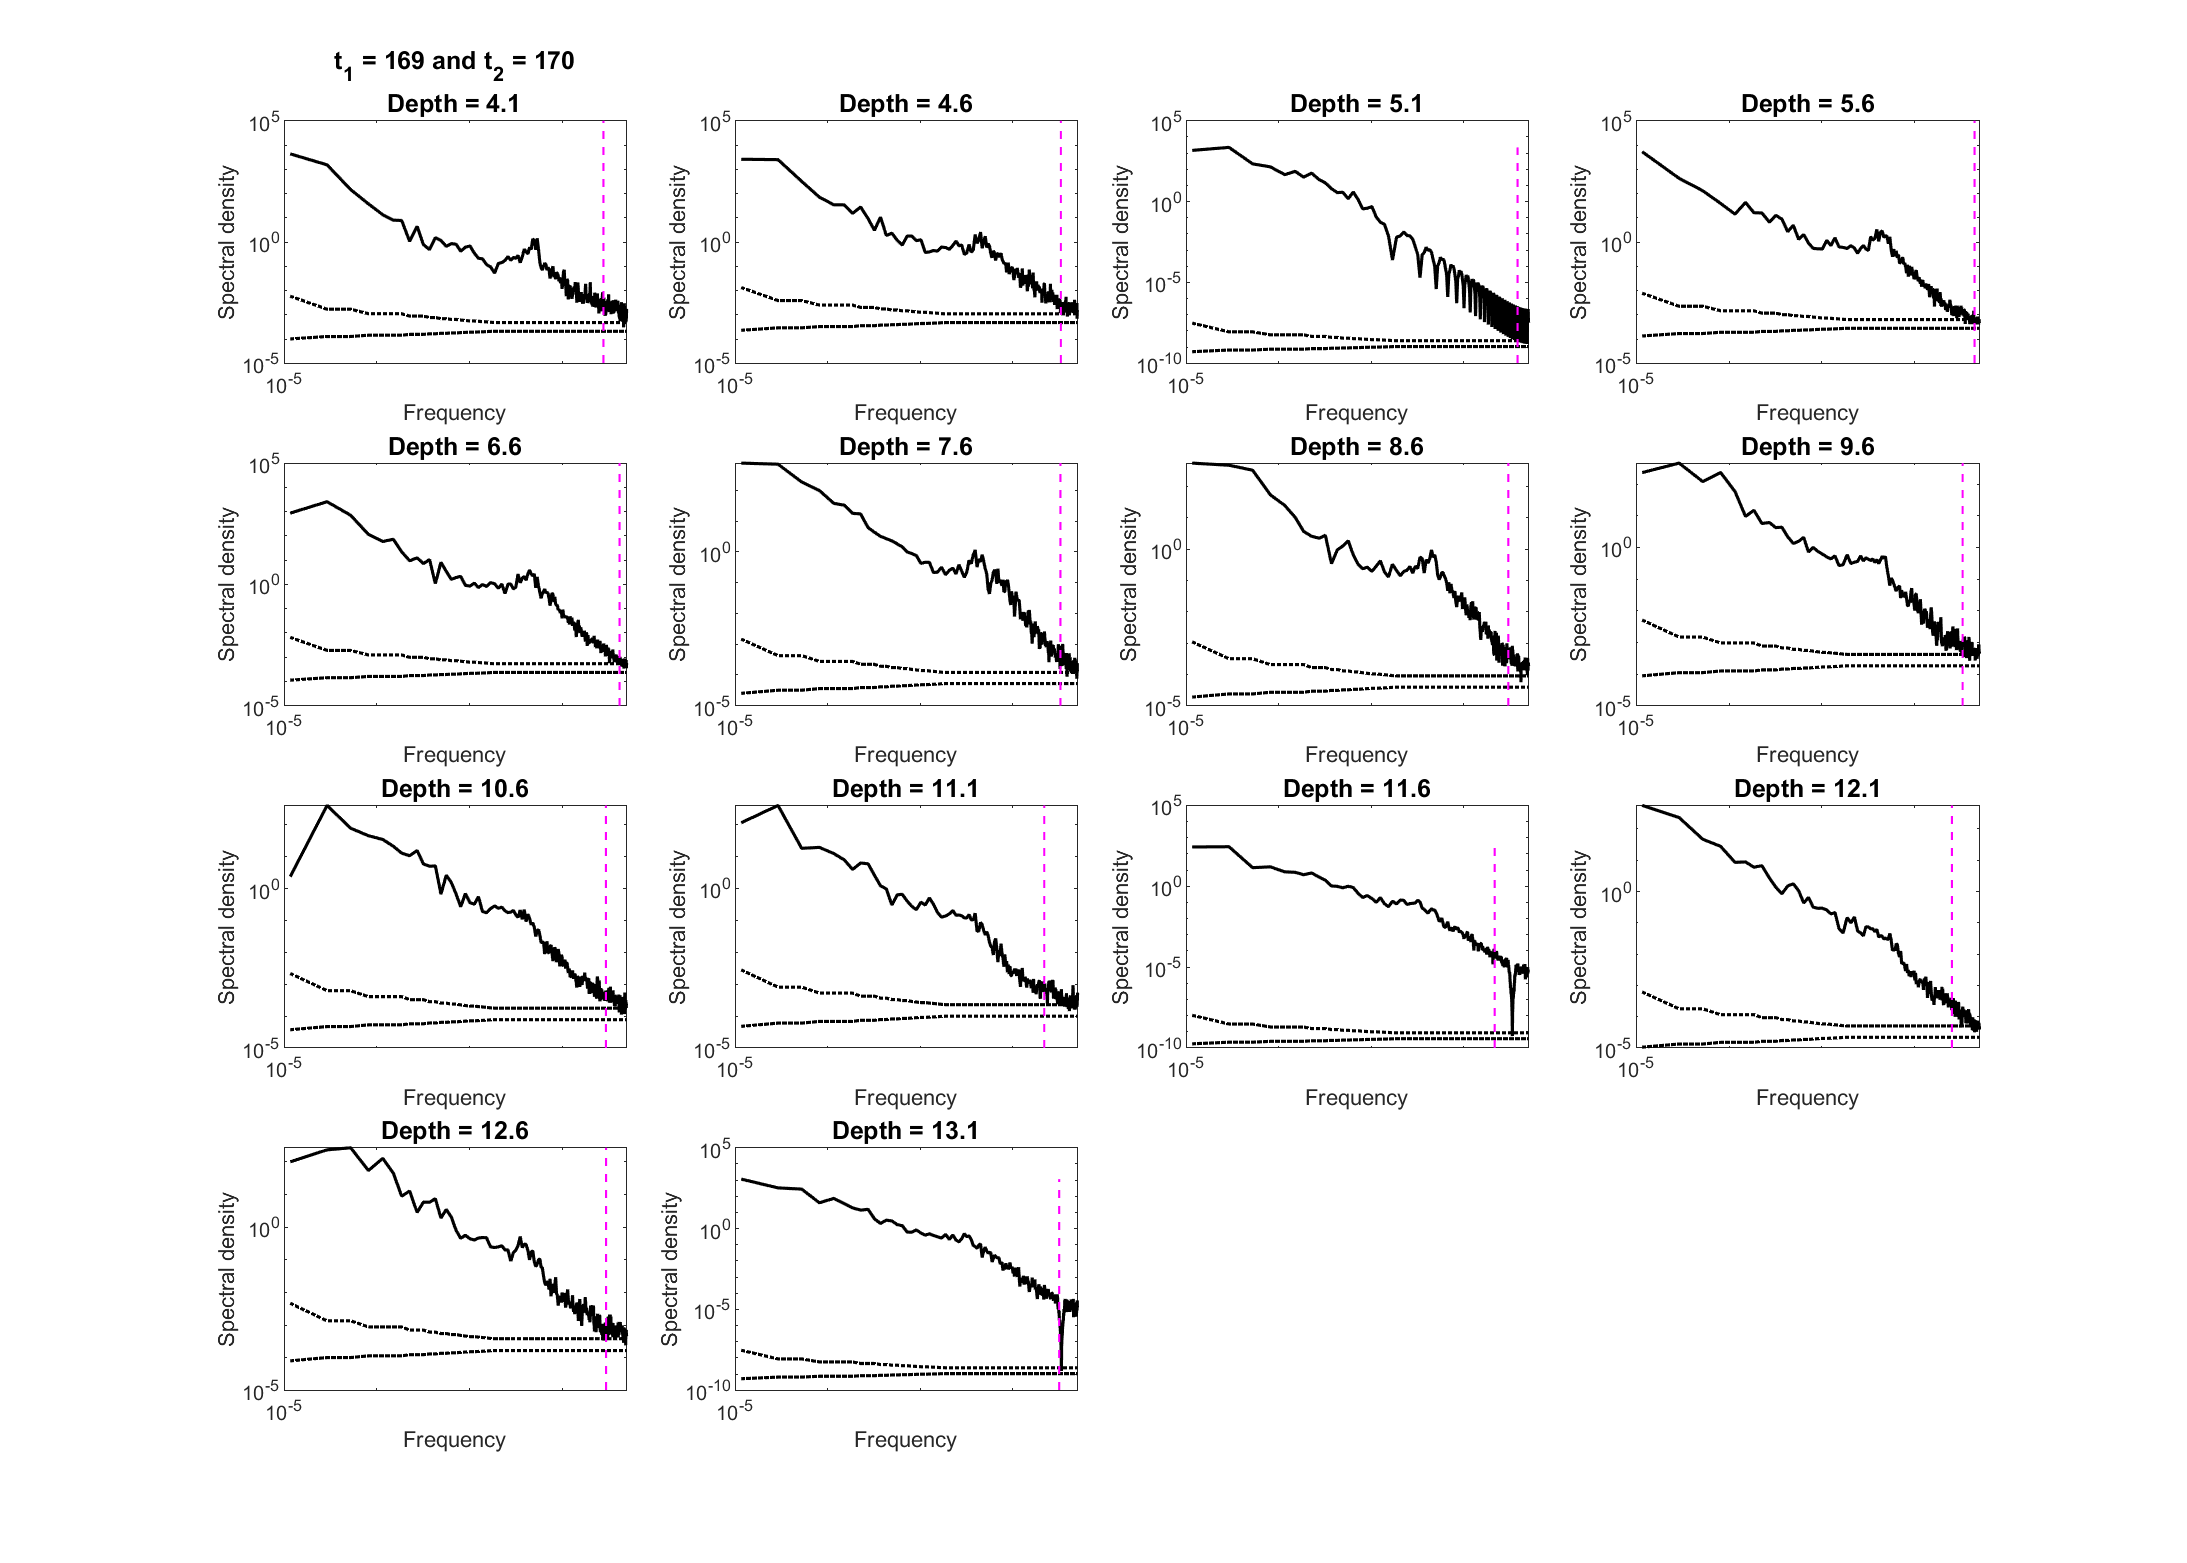 t1 = 169 and t2 = 170
Depth = 4.1
10^5
10^0
10^-5
10^-5
Spectral density
Frequency
Depth = 4.6
10^5
10^0
10^-5
10^-5
Spectral density
Frequency
Depth = 5.1
10^5
10^0
10^-5
10^-10
10^-5
Spectral density
Frequency
Depth = 5.6
10^5
10^0
10^-5
10^-5
Spectral density
Frequency
Depth = 6.6
10^5
10^0
10^-5
10^-5
Spectral density
Frequency
Depth = 7.6
10^0
10^-5
10^-5
Spectral density
Frequency
Depth = 8.6
10^0
10^-5
10^-5
Spectral density
Frequency
Depth = 9.6
10^0
10^-5
10^-5
Spectral density
Frequency
Depth = 10.6
10^0
10^-5
10^-5
Spectral density
Frequency
Depth = 11.1
10^0
10^-5
10^-5
Spectral density
Frequency
Depth = 11.6
10^5
10^0
10^-5
10^-10
10^-5
Spectral density
Frequency
Depth = 12.1
10^0
10^-5
10^-5
Spectral density
Frequency
Depth = 12.6
10^0
10^-5
10^-5
Spectral density
Frequency
Depth = 13.1
10^5
10^0
10^-5
10^-10
10^-5
Spectral density
Frequency